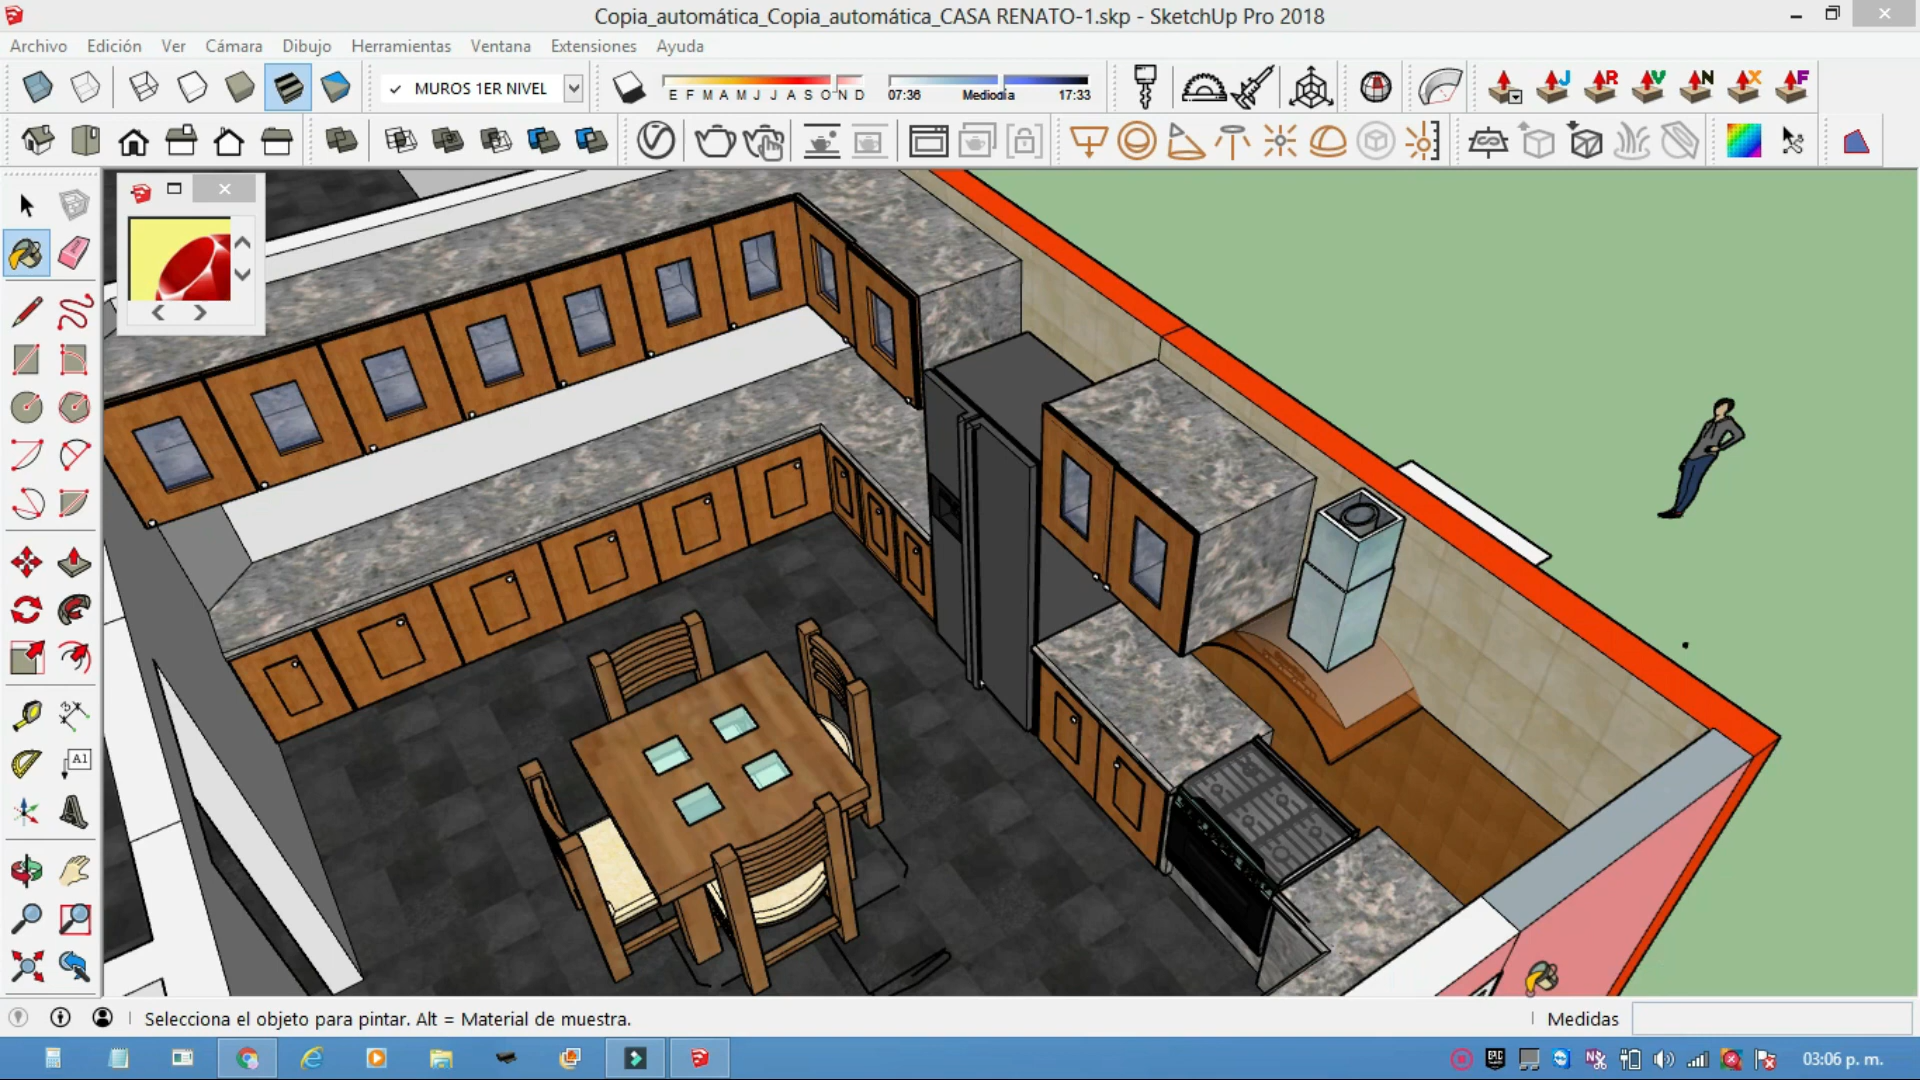 Copia_automática_Copia_automática_CASA RENATO-1.skp - SketchUp Pro 2018
Archivo Edición Ver Cámara Dibujo Herramientas Ventana Extensiones Ayuda
MUROS 1ER NIVEL
E F M A M J J A S O N D
07:36 Mediodía 17:33
J R V N X F
A1
Selecciona el objeto para pintar. Alt = Material de muestra.
Medidas
03:06 p. m.